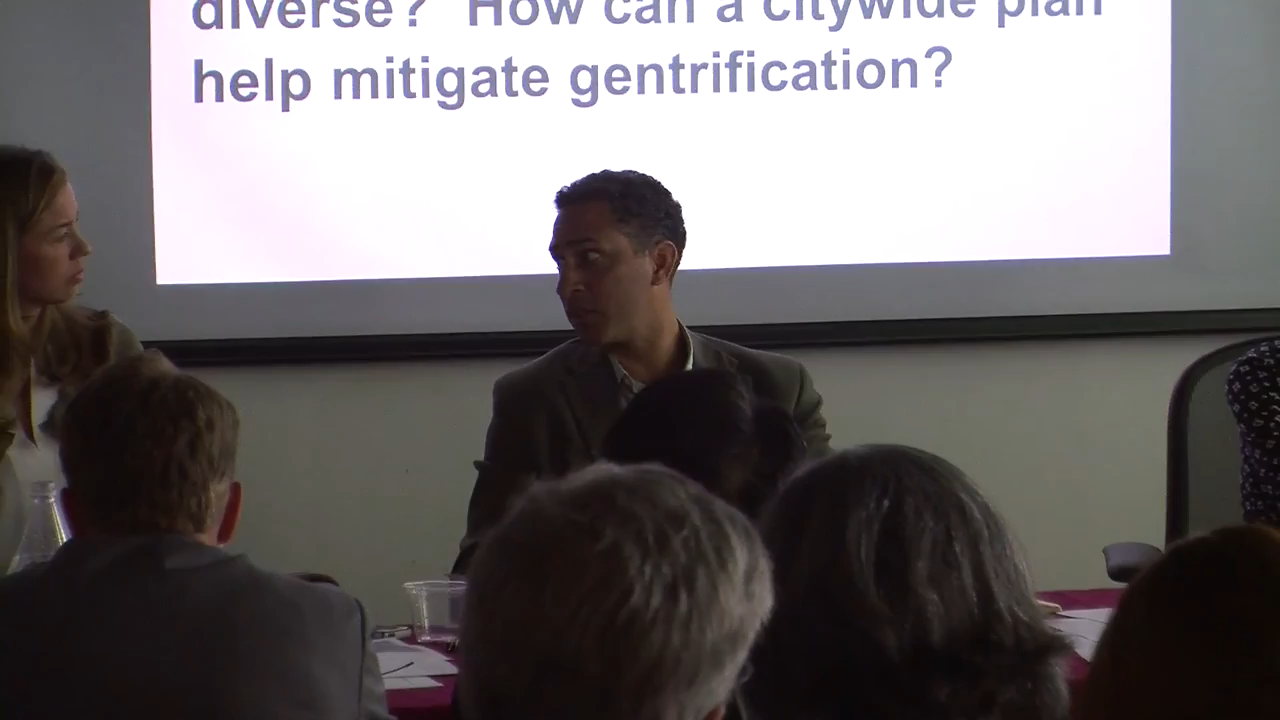 diverse? How can a citywide plan
help mitigate gentrification?